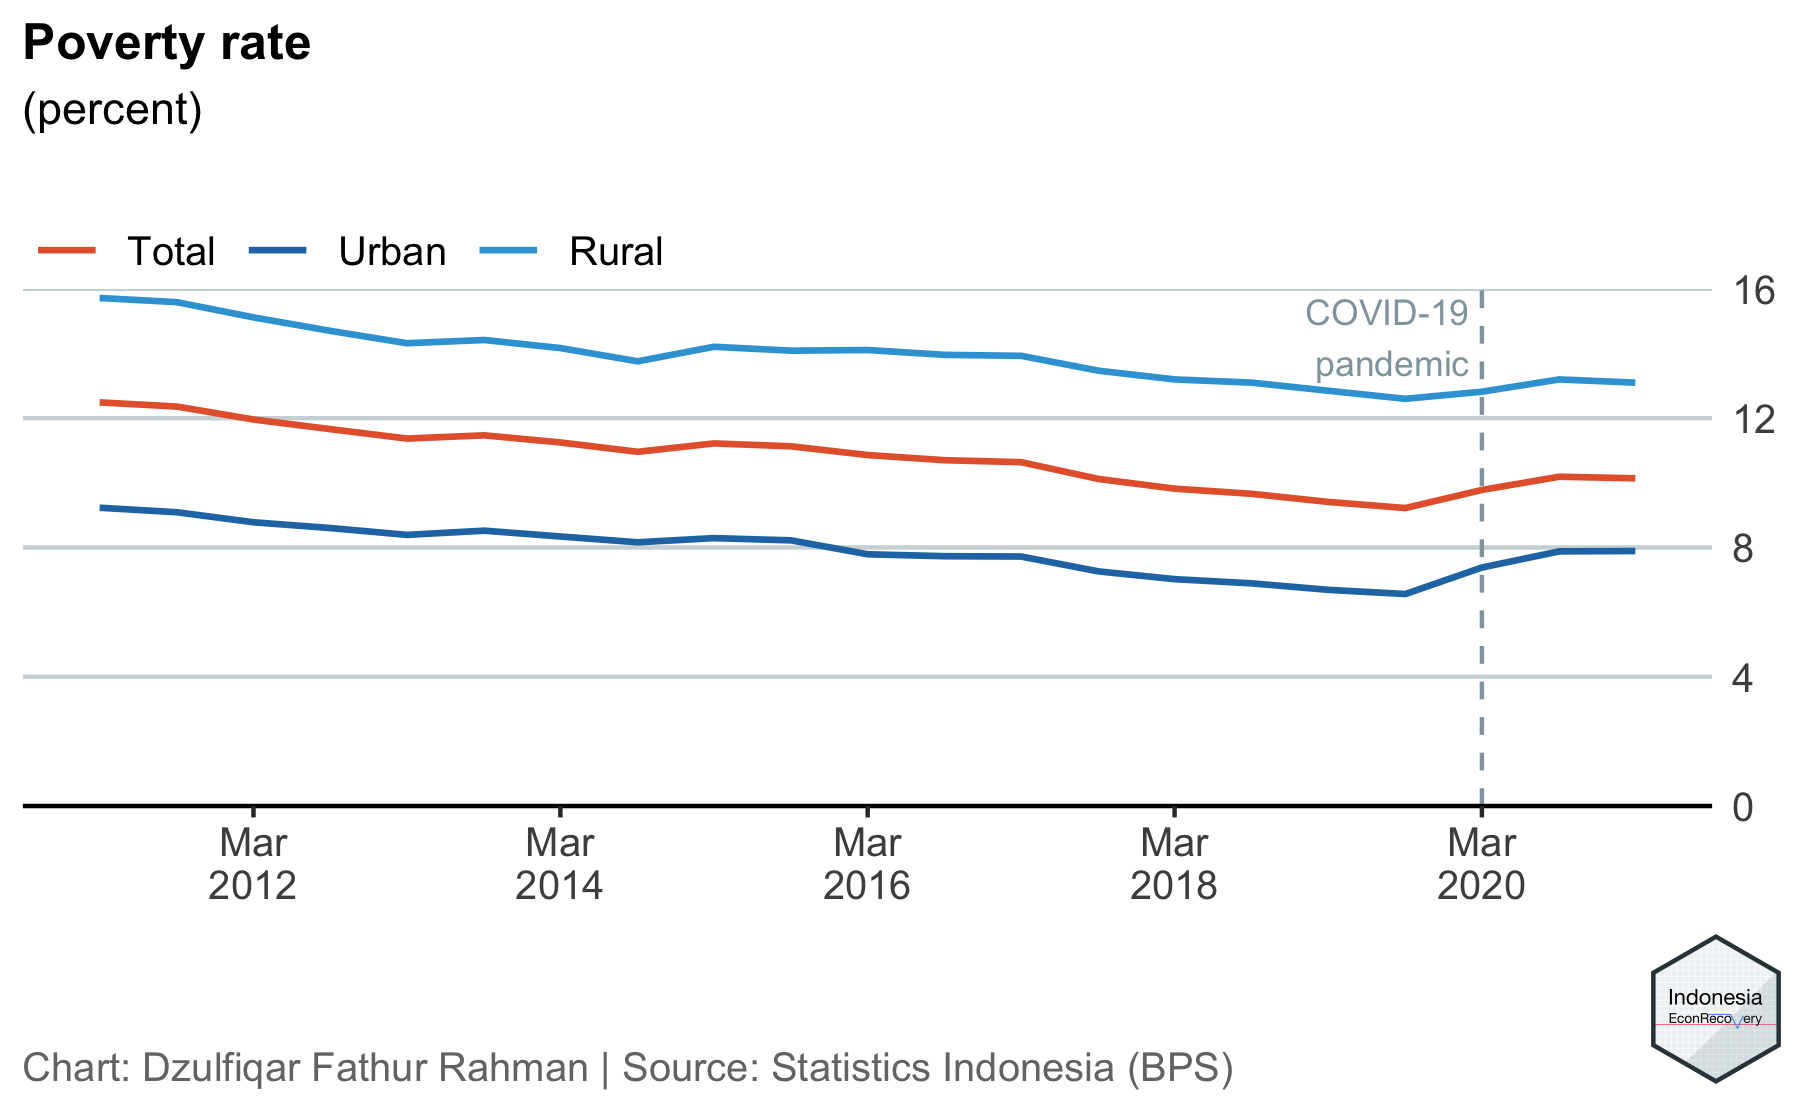 Poverty rate
(percent)
Total Urban Rural
16
COVID-19
pandemic
12
8
4
0
Mar Mar Mar Mar Mar
2012 2014 2016 2018 2020
Indonesia
EconRecovery
Chart: Dzulfiqar Fathur Rahman | Source: Statistics Indonesia (BPS)